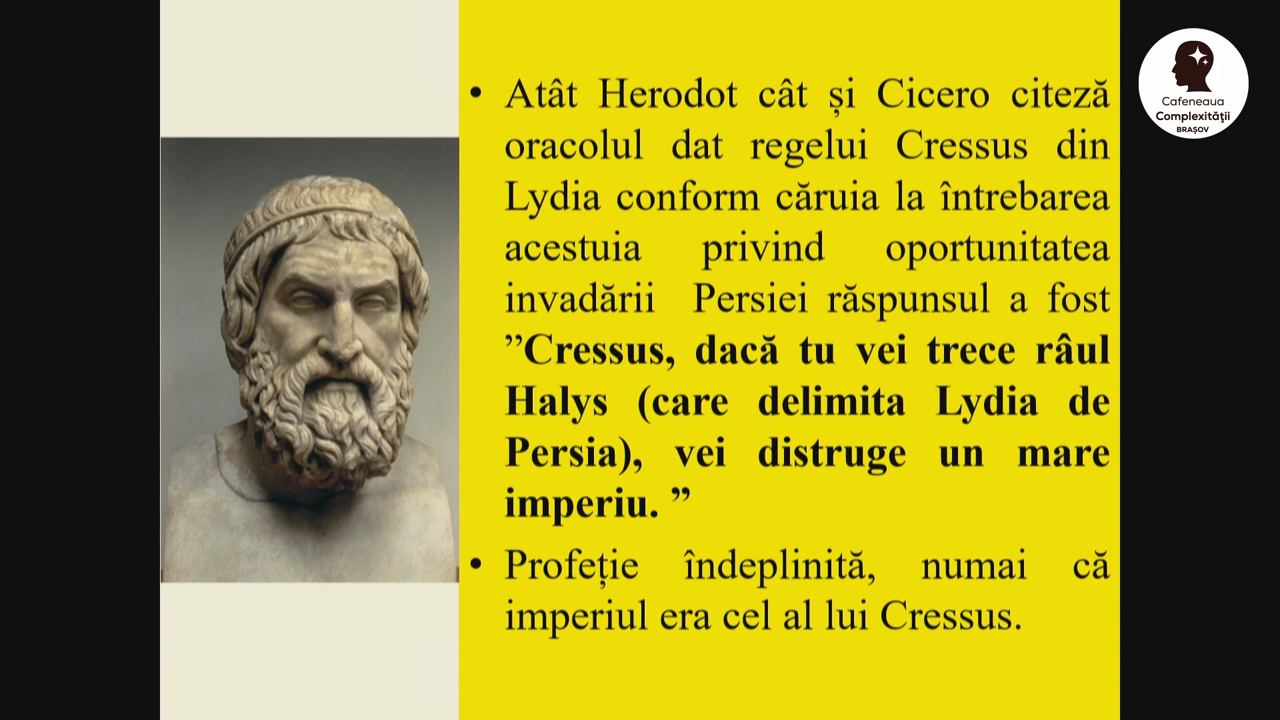 • Atât Herodot cât și Cicero citeză
oracolul dat regelui Cressus din
Lydia conform căruia la întrebarea
acestuia privind oportunitatea
invadării Persiei răspunsul a fost
”Cressus, dacă tu vei trece râul
Halys (care delimita Lydia de
Persia), vei distruge un mare
imperiu. ”
• Profeție îndeplinită, numai că
imperiul era cel al lui Cressus.
Cafeneaua
Complexităţii
BRAȘOV